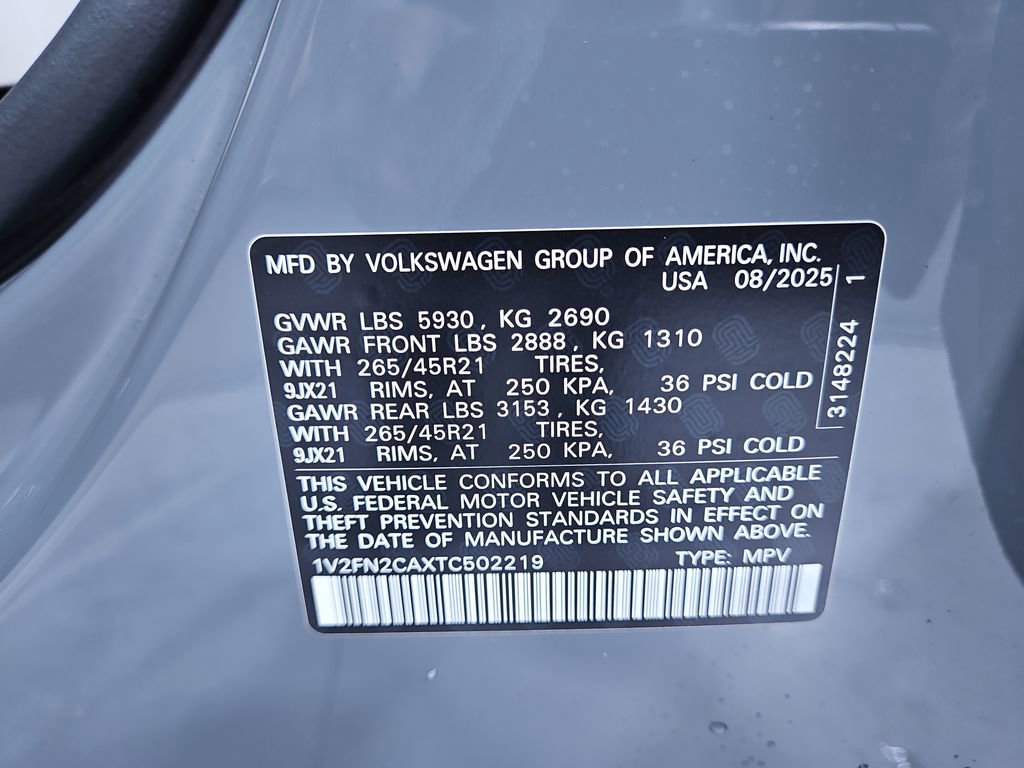 MFD BY VOLKSWAGEN GROUP OF AMERICA, INC.
USA 08/2025
GVWR LBS 5930, KG 2690
GAWR FRONT LBS 2888, KG 1310
WITH 265/45R21 TIRES,
9JX21 RIMS, AT 250 KPA, 36 PSI COLD
GAWR REAR LBS 3153, KG 1430
WITH 265/45R21 TIRES,
9JX21 RIMS, AT 250 KPA, 36 PSI COLD
THIS VEHICLE CONFORMS TO ALL APPLICABLE
U.S. FEDERAL MOTOR VEHICLE SAFETY AND
THEFT PREVENTION STANDARDS IN EFFECT ON
THE DATE OF MANUFACTURE SHOWN ABOVE.
1V2FN2CAXTC502219 TYPE: MPV
3148224 1